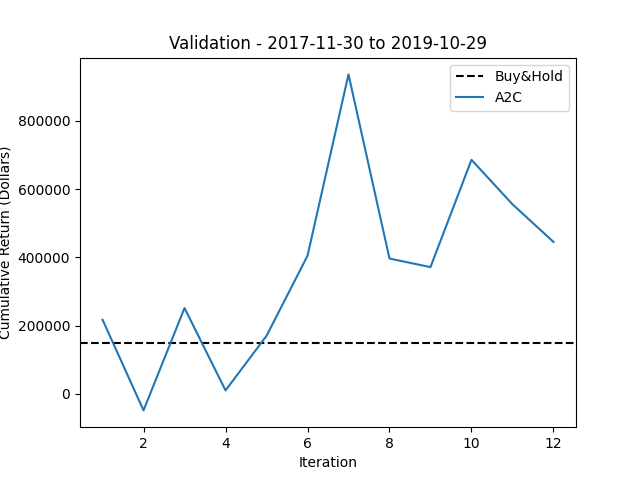 Validation - 2017-11-30 to 2019-10-29
Buy&Hold
A2C
Cumulative Return (Dollars)
800000
600000
400000
200000
0
2
4
6
8
10
12
Iteration